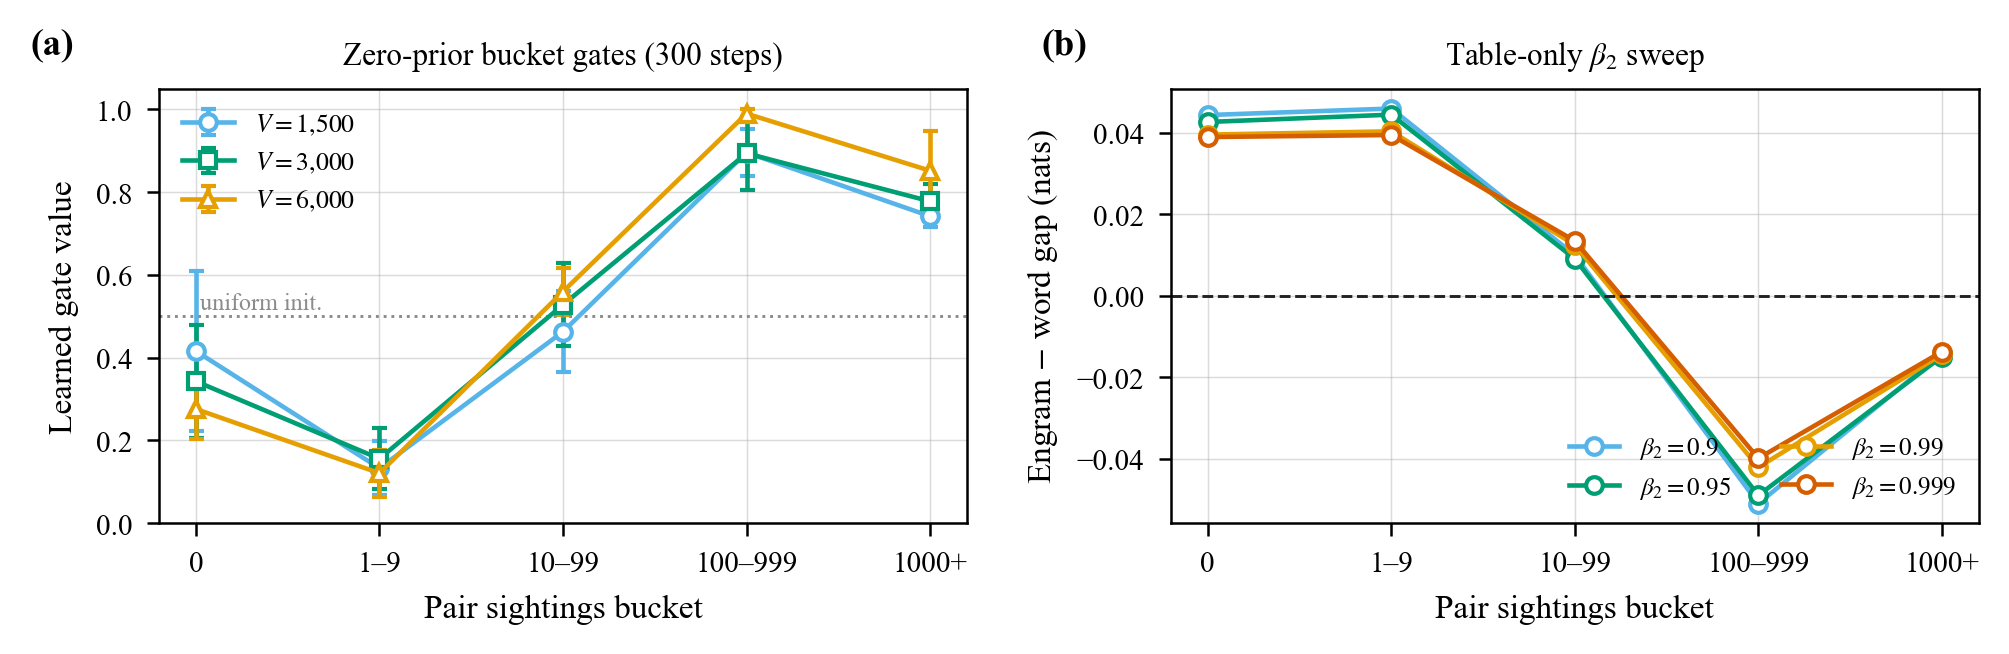 (a)
Zero-prior bucket gates (300 steps)
1.0
0.8
0.6
0.4
0.2
0.0
Learned gate value
V = 1,500
V = 3,000
V = 6,000
uniform init.
0
1–9
10–99
100–999
1000+
Pair sightings bucket
(b)
Table-only β₂ sweep
0.04
0.02
0.00
−0.02
−0.04
Engram − word gap (nats)
β₂ = 0.9
β₂ = 0.95
β₂ = 0.99
β₂ = 0.999
0
1–9
10–99
100–999
1000+
Pair sightings bucket